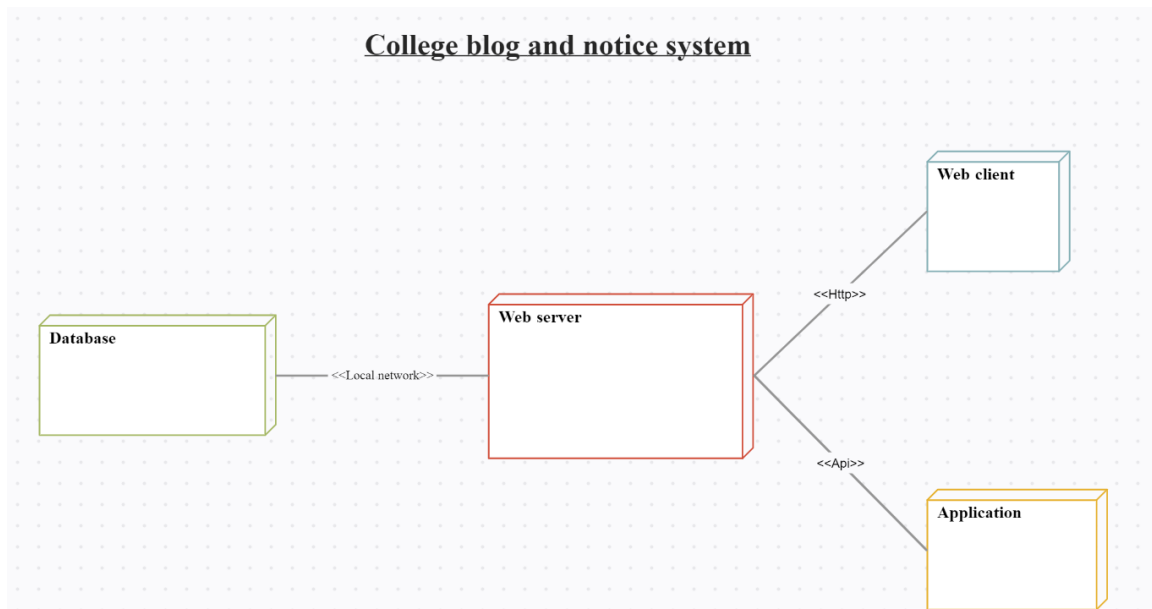 College blog and notice system
Web client
<<Http>>
Web server
Database
<<Local network>>
<<Api>>
Application